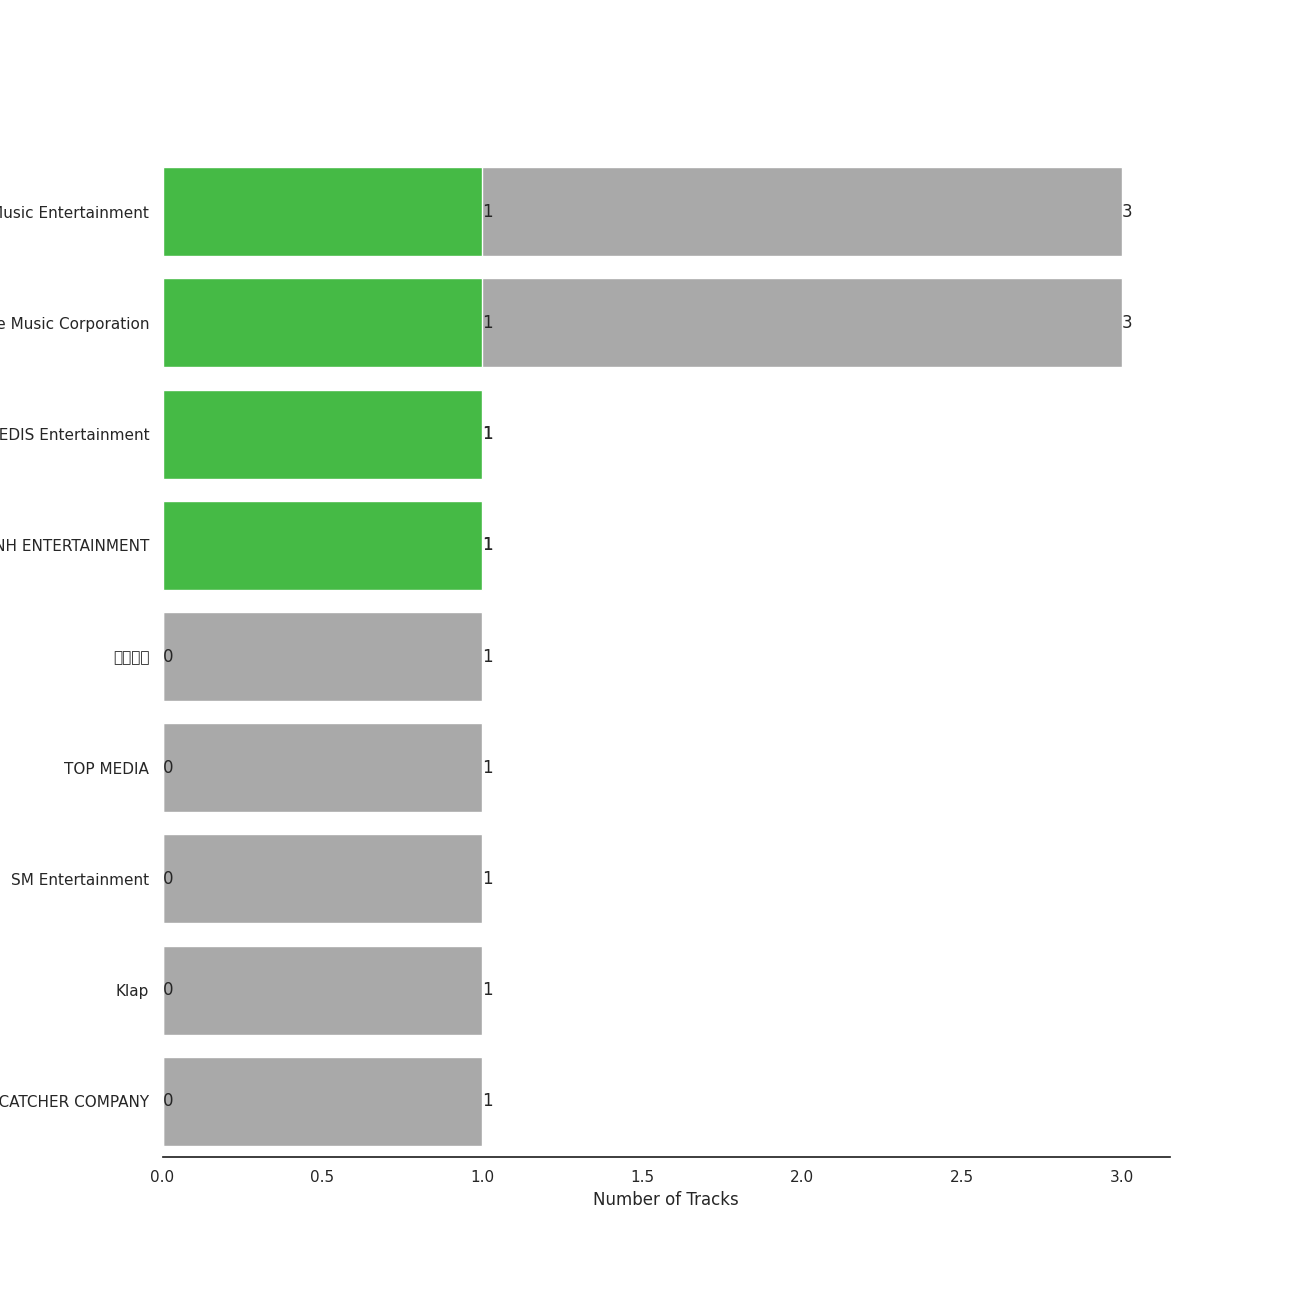 Music Entertainment 1 3
e Music Corporation 1 3
EDIS Entertainment 1
NH ENTERTAINMENT 1
0 1
TOP MEDIA 0 1
SM Entertainment 0 1
Klap 0 1
CATCHER COMPANY 0 1
0.0 0.5 1.0 1.5 2.0 2.5 3.0
Number of Tracks